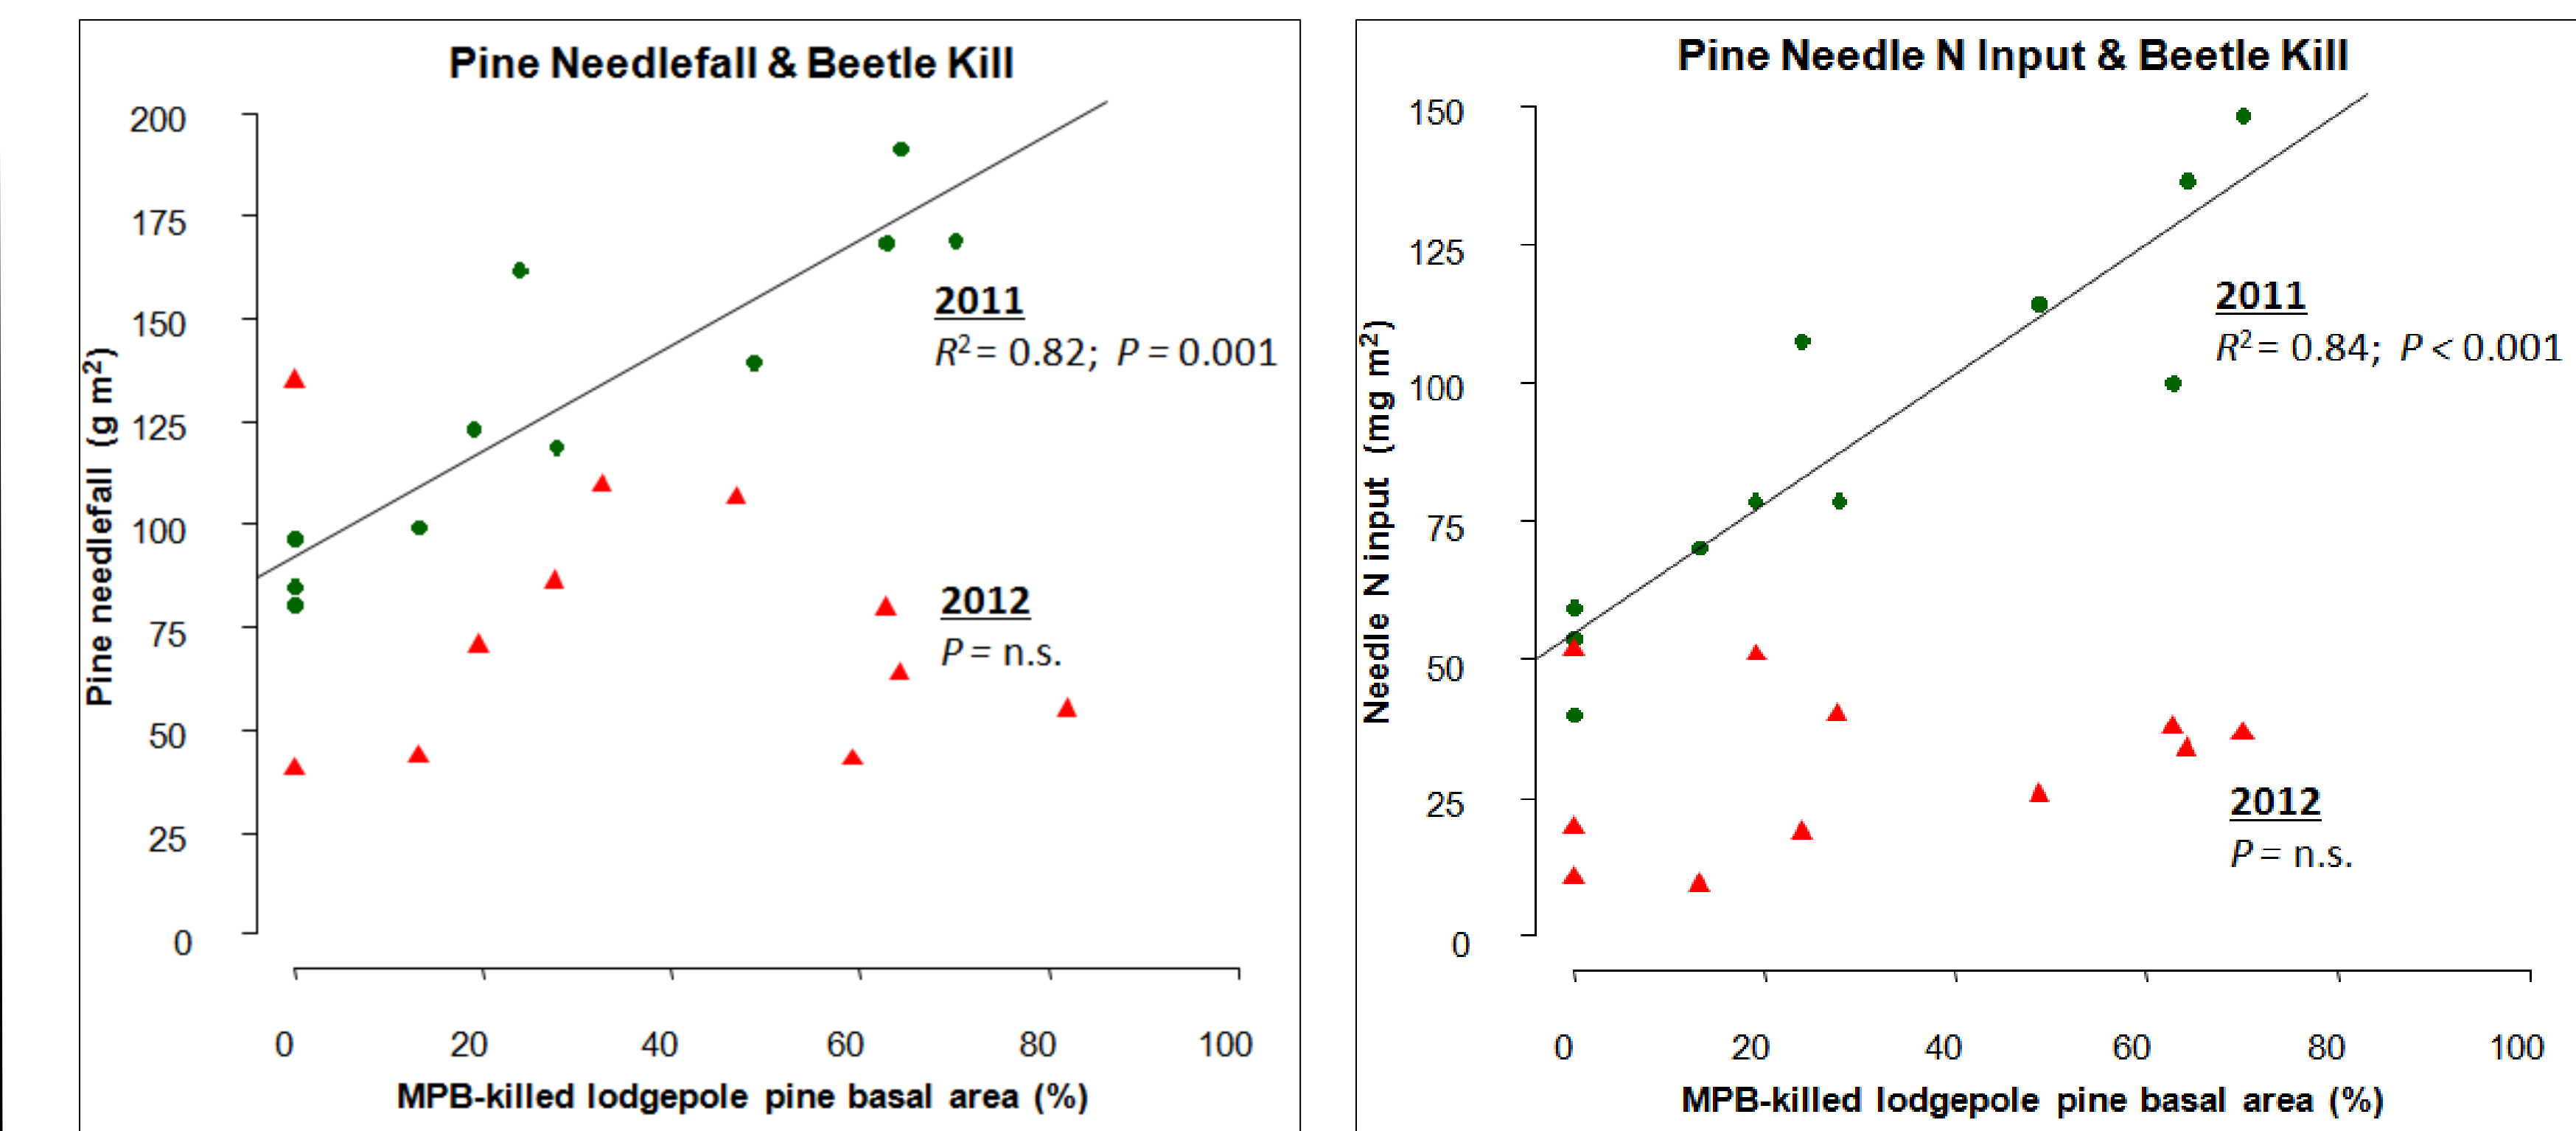 Pine Needlefall & Beetle Kill
200
175
150
125
100
75
50
25
0
Pine needlefall (g m²)
2011
R² = 0.82; P = 0.001
2012
P = n.s.
0 20 40 60 80 100
MPB-killed lodgepole pine basal area (%)
Pine Needle N Input & Beetle Kill
150
125
100
75
50
25
0
Needle N input (mg m²)
2011
R² = 0.84; P < 0.001
2012
P = n.s.
0 20 40 60 80 100
MPB-killed lodgepole pine basal area (%)